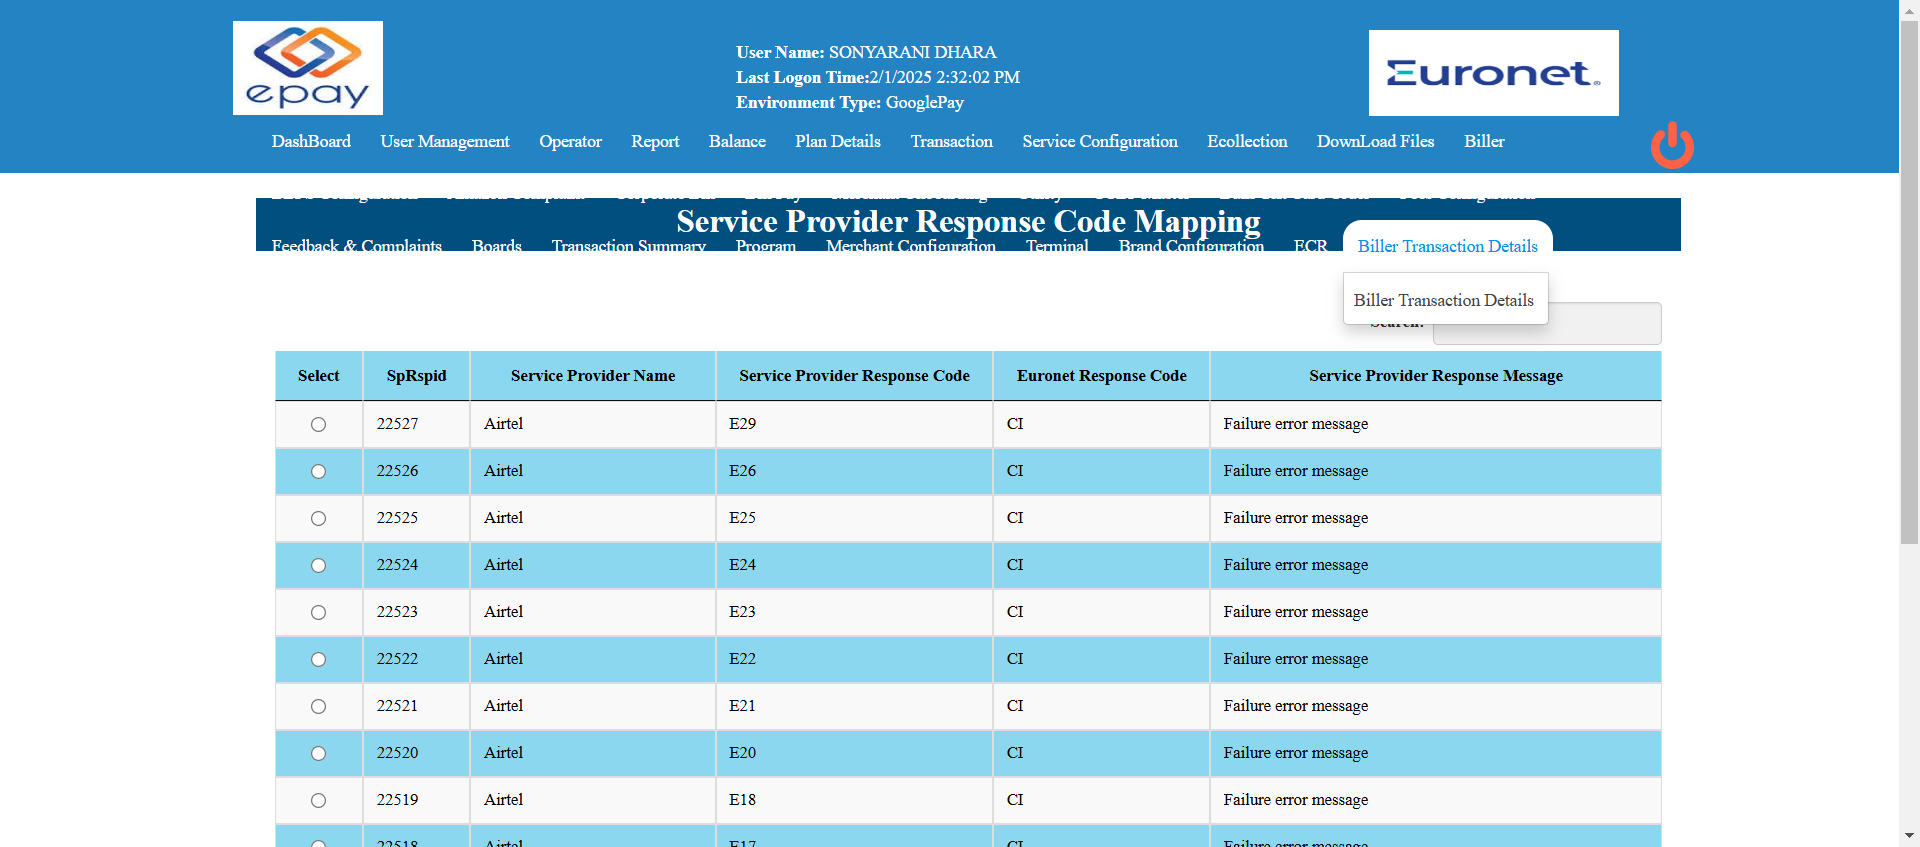 epay
User Name: SONYARANI DHARA
Last Logon Time:2/1/2025 2:32:02 PM
Environment Type: GooglePay
Euronet
DashBoard User Management Operator Report Balance Plan Details Transaction Service Configuration Ecollection DownLoad Files Biller
Service Provider Response Code Mapping
Feedback & Complaints Boards Transaction Summary Program Merchant Configuration Terminal Brand Configuration ECR Biller Transaction Details
Biller Transaction Details
Search:
Select SpRspid Service Provider Name Service Provider Response Code Euronet Response Code Service Provider Response Message
22527 Airtel E29 CI Failure error message
22526 Airtel E26 CI Failure error message
22525 Airtel E25 CI Failure error message
22524 Airtel E24 CI Failure error message
22523 Airtel E23 CI Failure error message
22522 Airtel E22 CI Failure error message
22521 Airtel E21 CI Failure error message
22520 Airtel E20 CI Failure error message
22519 Airtel E18 CI Failure error message
22518 Airtel E17 CI Failure error message